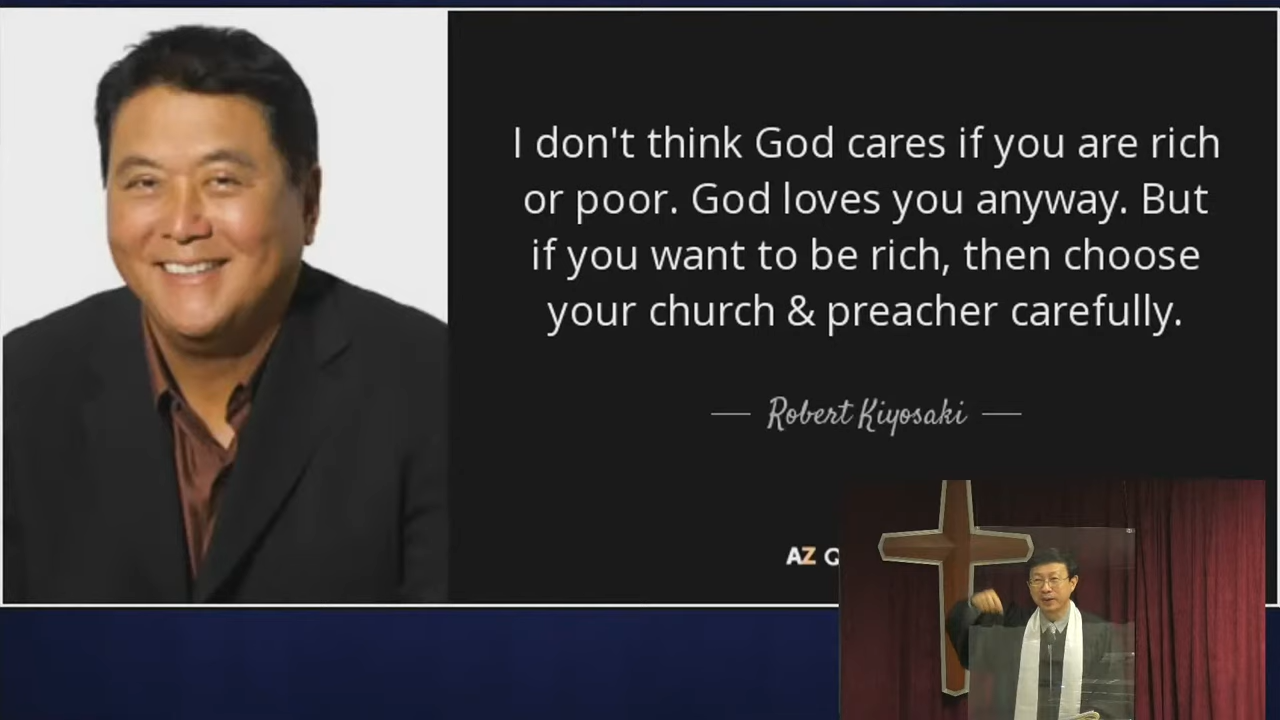 I don't think God cares if you are rich
or poor. God loves you anyway. But
if you want to be rich, then choose
your church & preacher carefully.
Robert Kiyosaki
AZ